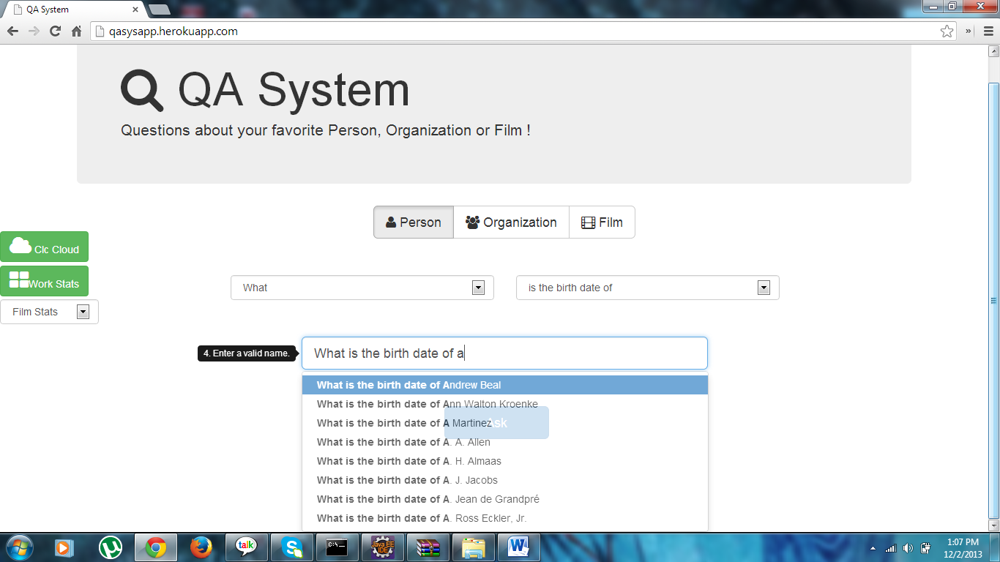 QA System
qasysapp.herokuapp.com
QA System
Questions about your favorite Person, Organization or Film !
Person Organization Film
Clc Cloud
Work Stats
Film Stats
What is the birth date of
4. Enter a valid name. What is the birth date of a
What is the birth date of Andrew Beal
What is the birth date of Ann Walton Kroenke
What is the birth date of A Martinez
Ask
What is the birth date of A. A. Allen
What is the birth date of A. H. Almaas
What is the birth date of A. J. Jacobs
What is the birth date of A. Jean de Grandpré
What is the birth date of A. Ross Eckler, Jr.
talk
C:\
Java EE
IDE
W
1:07 PM
12/2/2013